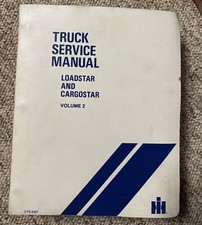 TRUCK
SERVICE
MANUAL
LOADSTAR
AND
CARGOSTAR
VOLUME 2